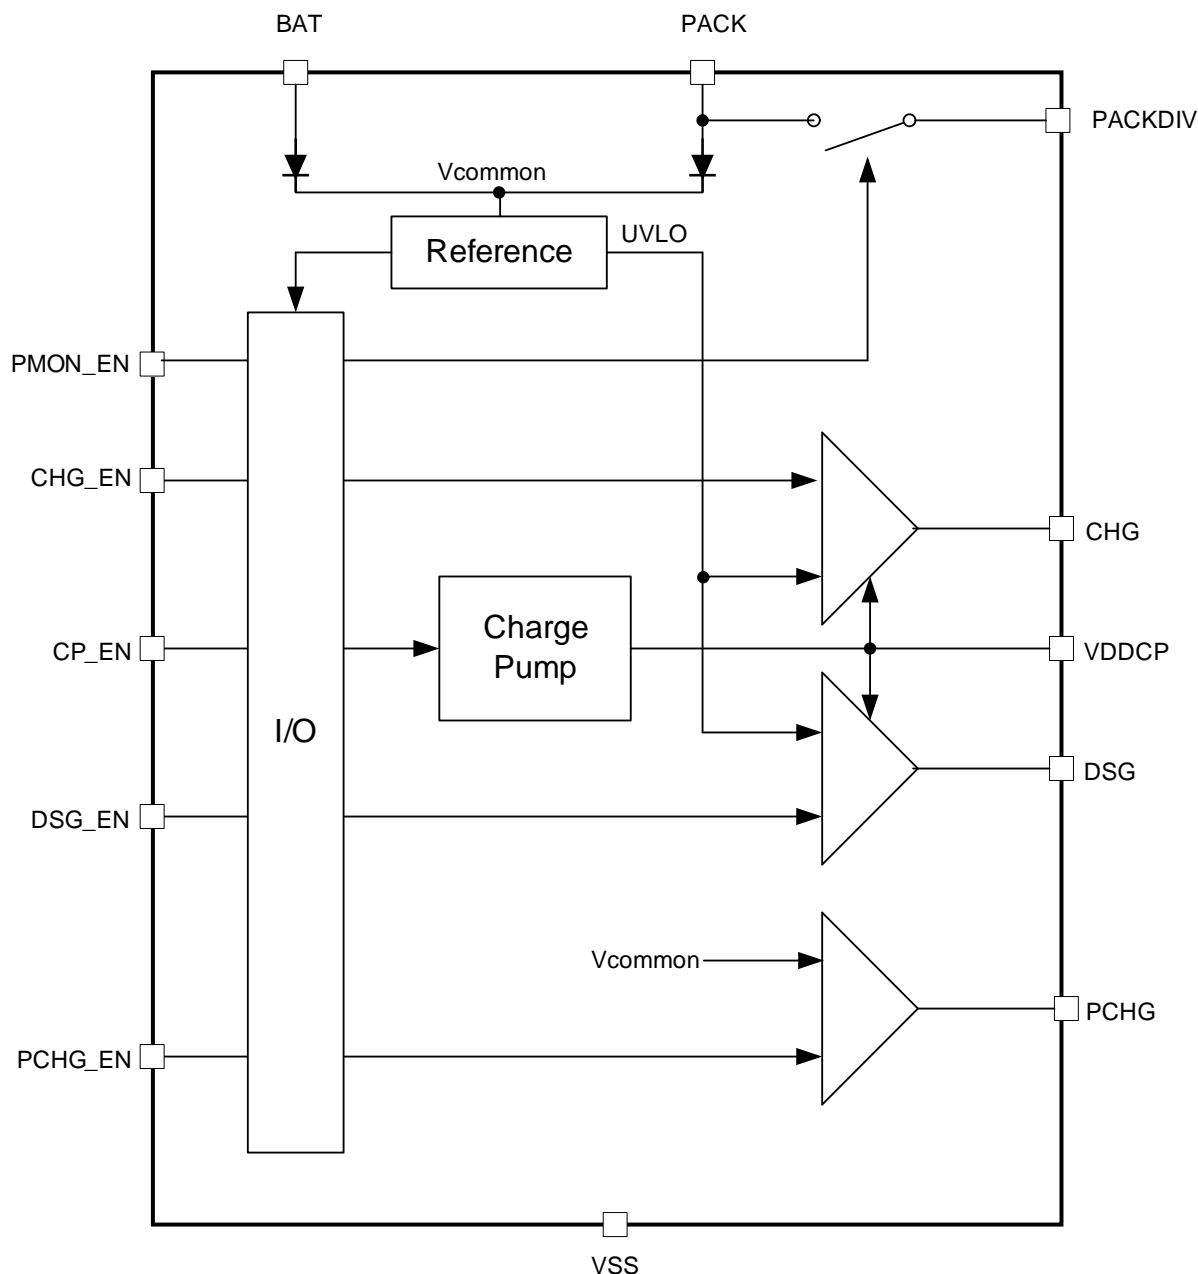 BAT
PACK
PACKDIV
Vcommon
UVLO
Reference
PMON_EN
CHG_EN
CHG
Charge
Pump
CP_EN
VDDCP
I/O
DSG
DSG_EN
Vcommon
PCHG
PCHG_EN
VSS